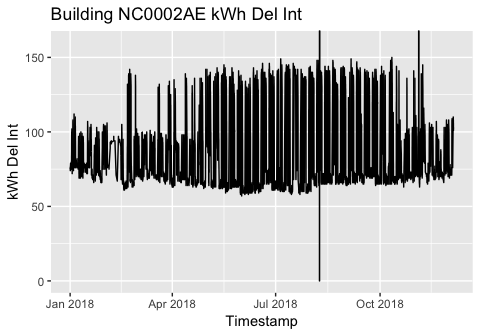 Building NC0002AE kWh Del Int
kWh Del Int
150
100
50
0
Jan 2018 Apr 2018 Jul 2018 Oct 2018
Timestamp